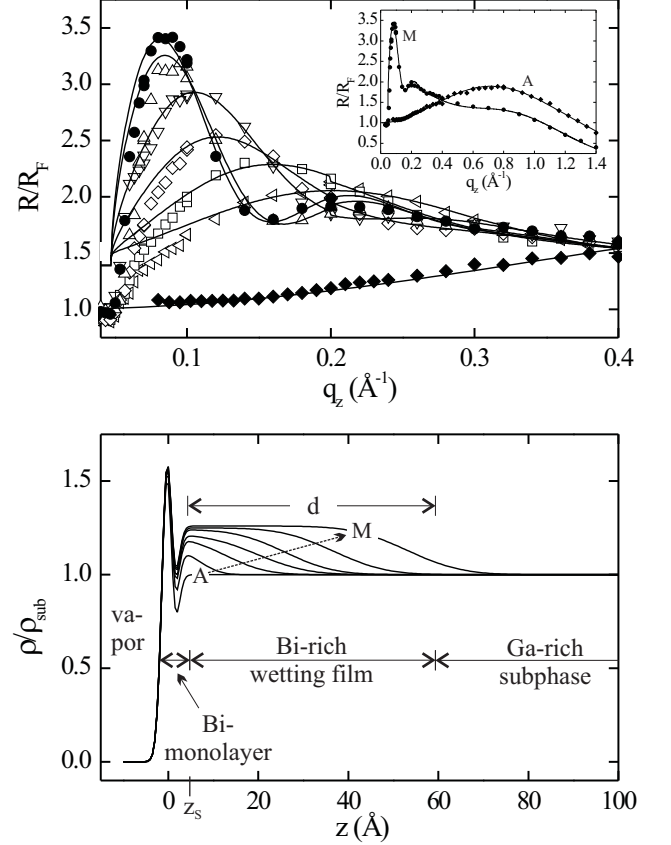 3.5
3.0
2.5
2.0
1.5
1.0
R/R_F
0.1 0.2 0.3 0.4
q_z (Å⁻¹)
3.5
3.0
2.5
2.0
1.5
1.0
0.5
R/R_F
M
A
0.0 0.2 0.4 0.6 0.8 1.0 1.2 1.4
q_z (Å⁻¹)
1.5
1.0
0.5
0.0
ρ/ρ_sub
d
M
A
va-
por
Bi-rich
wetting film
Ga-rich
subphase
Bi-
monolayer
0 20 40 60 80 100
z_s
z (Å)